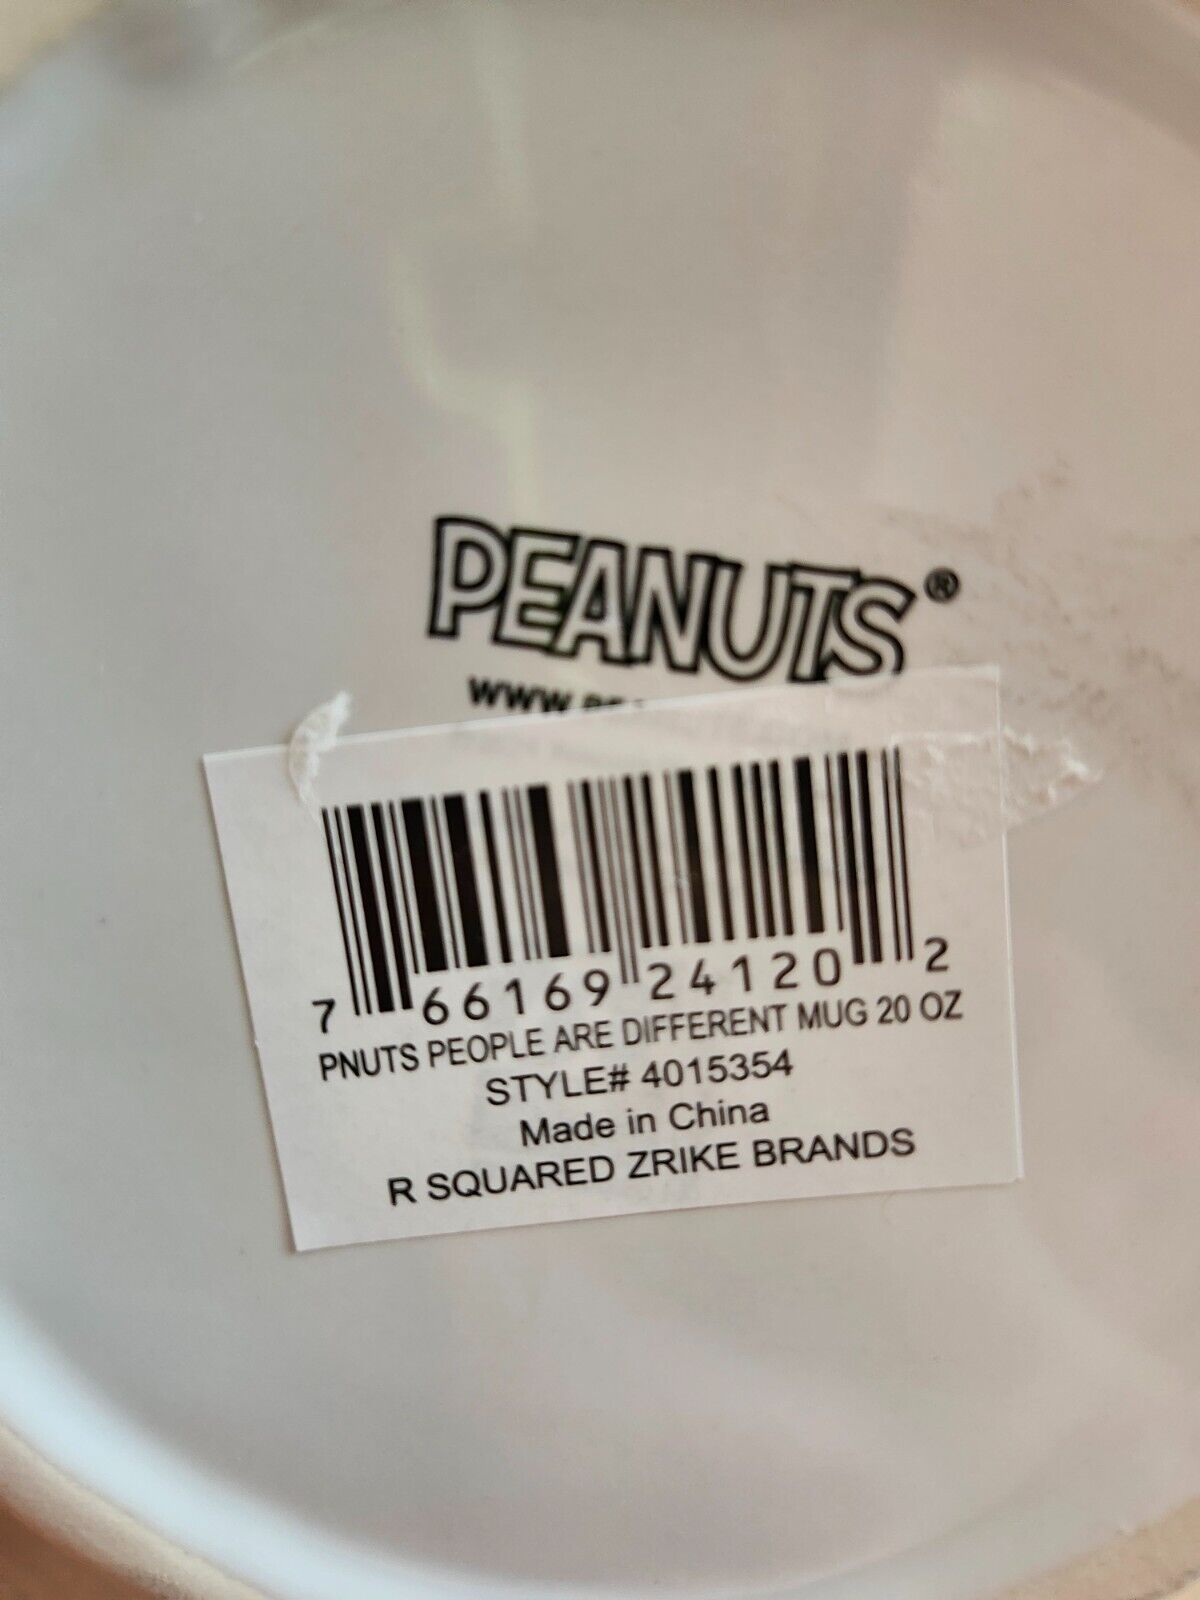 PEANUTS®
WWW.
7 66169 24120 2
PNUTS PEOPLE ARE DIFFERENT MUG 20 OZ
STYLE# 4015354
Made in China
R SQUARED ZRIKE BRANDS